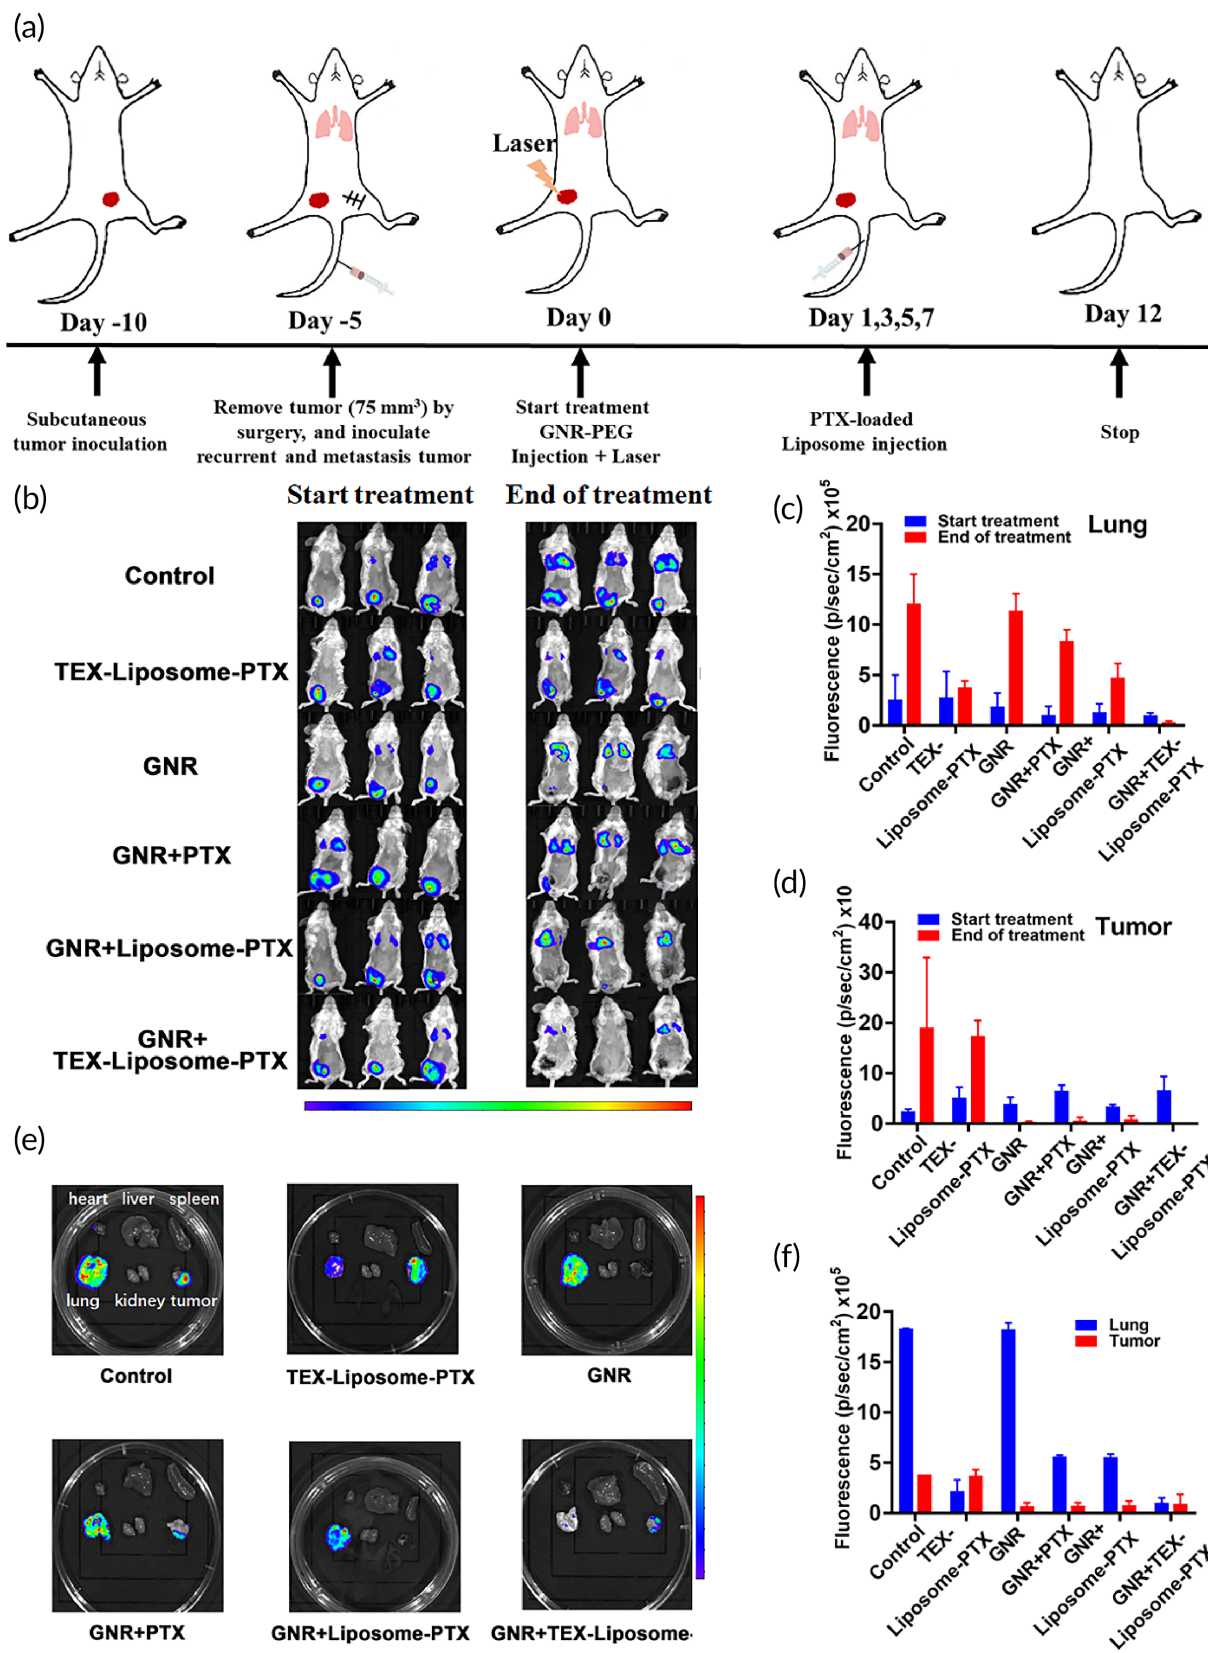 (a)
Laser
Day -10
Day -5
Day 0
Day 1,3,5,7
Day 12
Subcutaneous
tumor inoculation
Remove tumor (75 mm³) by
surgery, and inoculate
recurrent and metastasis tumor
Start treatment
GNR-PEG
Injection + Laser
PTX-loaded
Liposome injection
Stop
(b)
Start treatment
End of treatment
Control
TEX-Liposome-PTX
GNR
GNR+PTX
GNR+Liposome-PTX
GNR+
TEX-Liposome-PTX
(c)
Fluorescence (p/sec/cm²) x10⁵
20
15
10
5
0
Start treatment
End of treatment
Lung
Control
TEX-
Liposome-PTX
GNR
GNR+PTX
GNR+
Liposome-PTX
GNR+TEX-
Liposome-PTX
(d)
Fluorescence (p/sec/cm²) x10
40
30
20
10
0
Start treatment
End of treatment
Tumor
Control
TEX-
Liposome-PTX
GNR
GNR+PTX
GNR+
Liposome-PTX
GNR+TEX-
Liposome-PTX
(e)
heart liver spleen
lung kidney tumor
Control
TEX-Liposome-PTX
GNR
GNR+PTX
GNR+Liposome-PTX
GNR+TEX-Liposome-
(f)
Fluorescence (p/sec/cm²) x10⁵
20
15
10
5
0
Lung
Tumor
Control
TEX-
Liposome-PTX
GNR
GNR+PTX
GNR+
Liposome-PTX
GNR+TEX-
Liposome-PTX